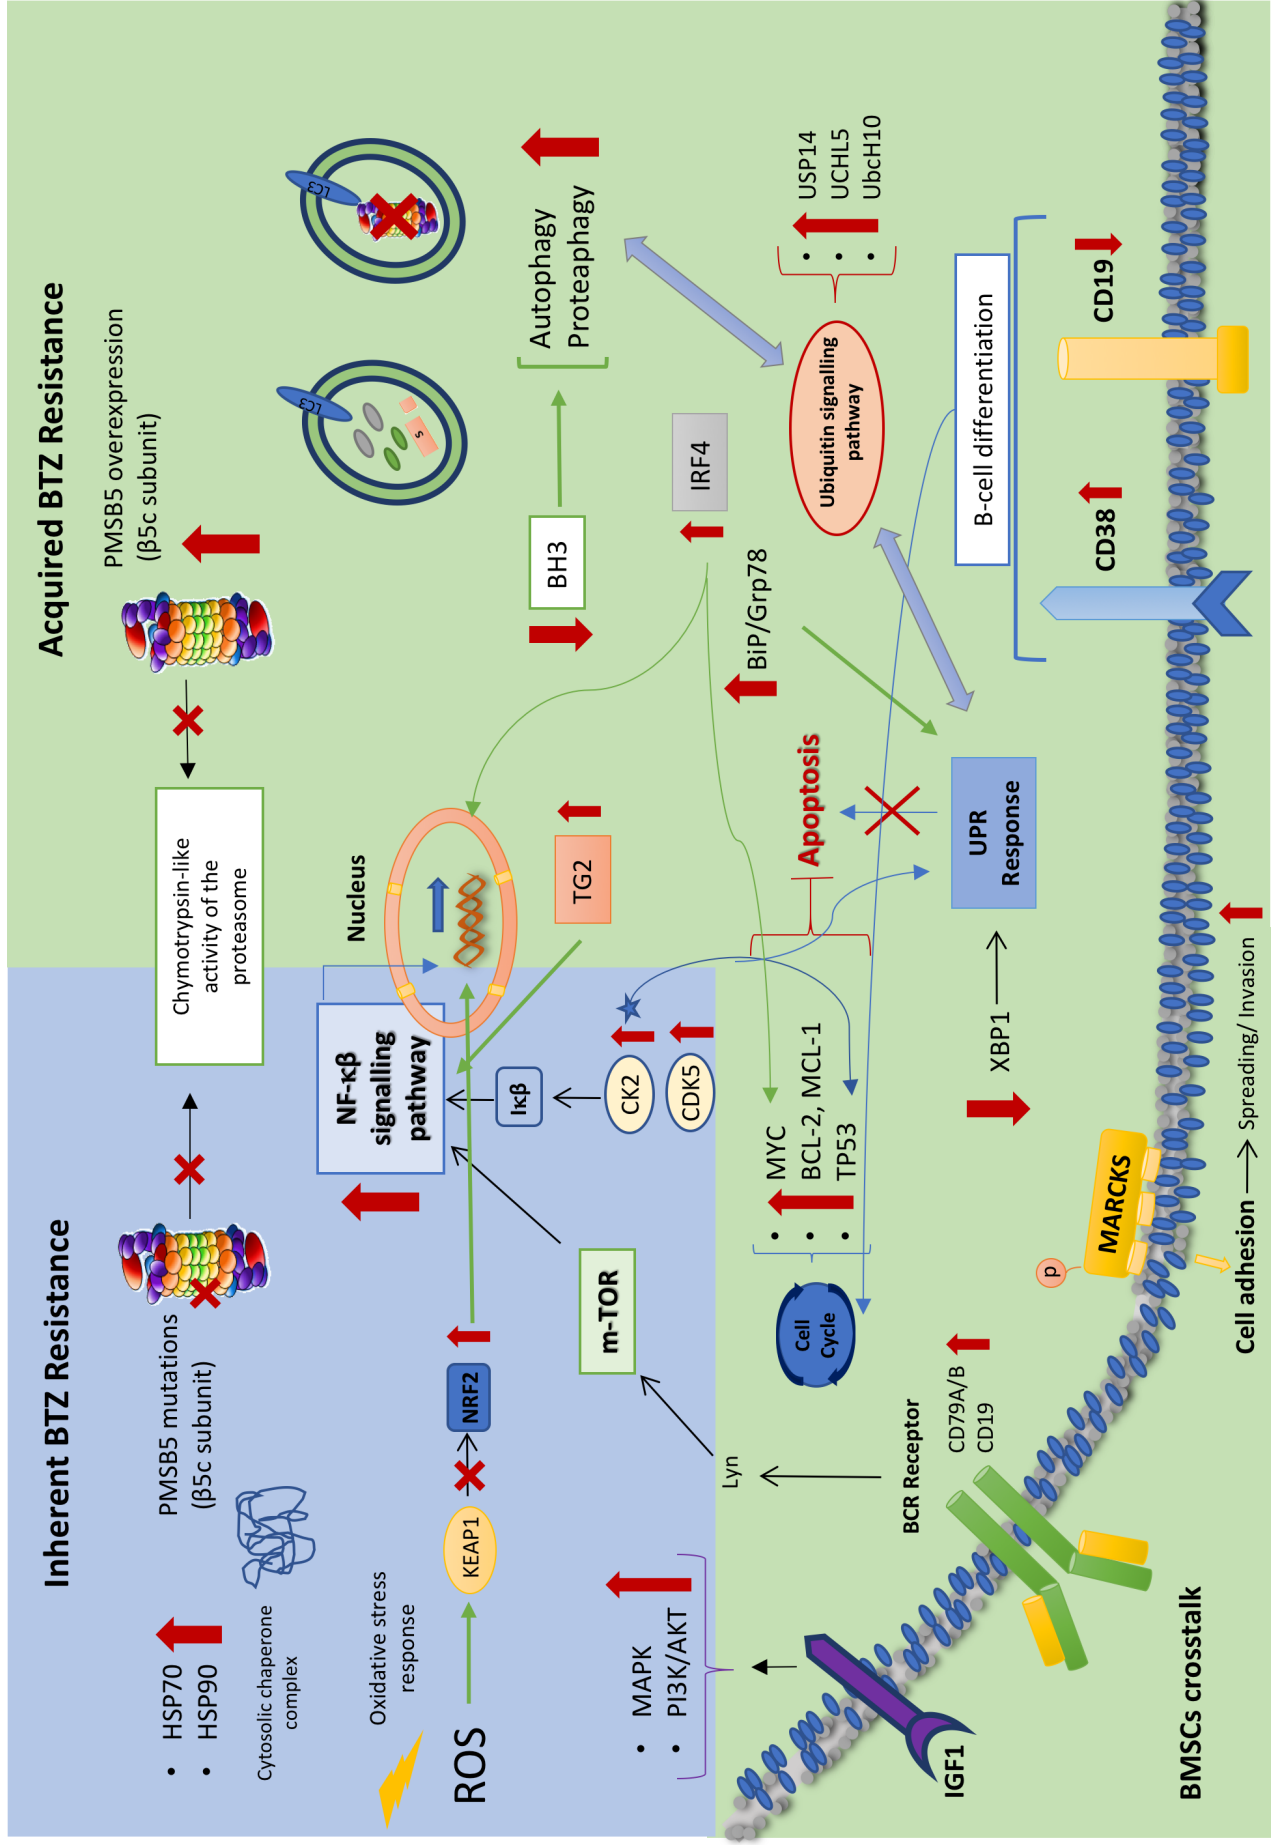 Inherent BTZ Resistance
Acquired BTZ Resistance
• HSP70
• HSP90
Cytosolic chaperone
complex
PMSB5 mutations
(β5c subunit)
Chymotrypsin-like
activity of the
proteasome
PMSB5 overexpression
(β5c subunit)
LC3
s
LC3
Oxidative stress
response
ROS
KEAP1
NRF2
NF-κβ
signalling
pathway
Nucleus
Iκβ
CK2
CDK5
TG2
BH3
Autophagy
Proteaphagy
m-TOR
• MAPK
• PI3K/AKT
Lyn
IRF4
BiP/Grp78
Ubiquitin signalling
pathway
• USP14
• UCHL5
• UbcH10
Cell
Cycle
• MYC
• BCL-2, MCL-1
• TP53
Apoptosis
UPR
Response
XBP1
B-cell differentiation
CD38
CD19
BCR Receptor
CD79A/B
CD19
IGF1
p
MARCKS
Cell adhesion
Spreading/ Invasion
BMSCs crosstalk